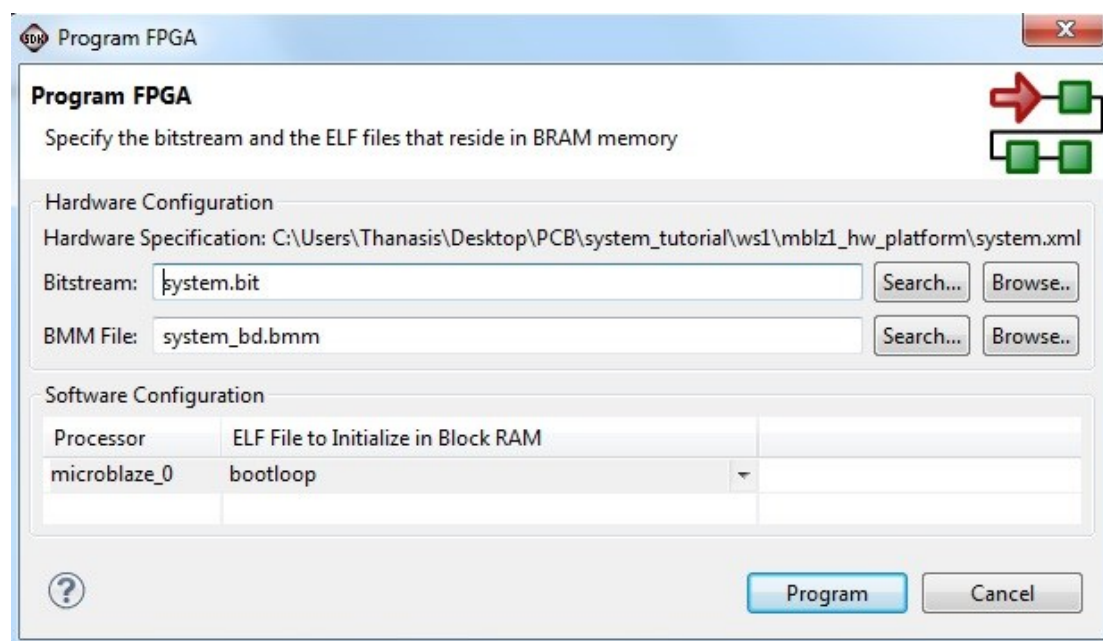 SDK Program FPGA
Program FPGA
Specify the bitstream and the ELF files that reside in BRAM memory
Hardware Configuration
Hardware Specification: C:\Users\Thanasis\Desktop\PCB\system_tutorial\ws1\mblz1_hw_platform\system.xml
Bitstream: system.bit Search... Browse..
BMM File: system_bd.bmm Search... Browse..
Software Configuration
Processor ELF File to Initialize in Block RAM
microblaze_0 bootloop
? Program Cancel